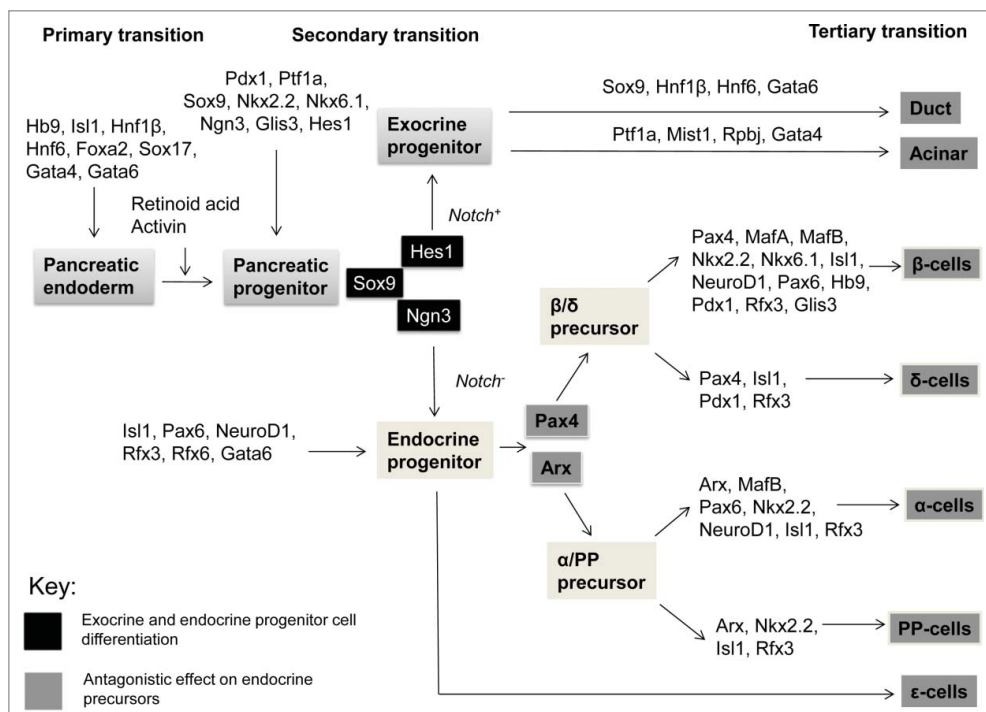 Primary transition
Secondary transition
Tertiary transition
Hb9, Isl1, Hnf1β,
Hnf6, Foxa2, Sox17,
Gata4, Gata6
Pdx1, Ptf1a,
Sox9, Nkx2.2, Nkx6.1,
Ngn3, Glis3, Hes1
Retinoid acid
Activin
Pancreatic
endoderm
Pancreatic
progenitor
Sox9
Hes1
Ngn3
Notch⁺
Exocrine
progenitor
Sox9, Hnf1β, Hnf6, Gata6
Duct
Ptf1a, Mist1, Rpbj, Gata4
Acinar
Notch⁻
Isl1, Pax6, NeuroD1,
Rfx3, Rfx6, Gata6
Endocrine
progenitor
Pax4
Arx
β/δ
precursor
Pax4, MafA, MafB,
Nkx2.2, Nkx6.1, Isl1,
NeuroD1, Pax6, Hb9,
Pdx1, Rfx3, Glis3
β-cells
Pax4, Isl1,
Pdx1, Rfx3
δ-cells
α/PP
precursor
Arx, MafB,
Pax6, Nkx2.2,
NeuroD1, Isl1, Rfx3
α-cells
Arx, Nkx2.2,
Isl1, Rfx3
PP-cells
ε-cells
Key:
Exocrine and endocrine progenitor cell
differentiation
Antagonistic effect on endocrine
precursors